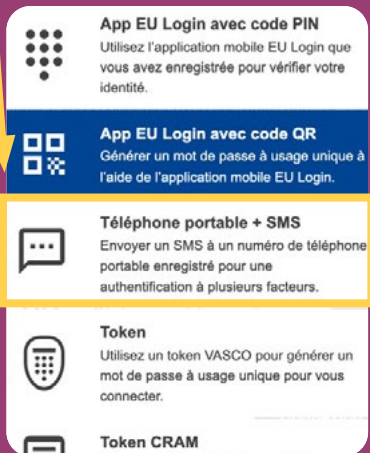 App EU Login avec code PIN
Utilisez l'application mobile EU Login que
vous avez enregistrée pour vérifier votre
identité.
App EU Login avec code QR
Générer un mot de passe à usage unique à
l'aide de l'application mobile EU Login.
Téléphone portable + SMS
Envoyer un SMS à un numéro de téléphone
portable enregistré pour une
authentification à plusieurs facteurs.
Token
Utilisez un token VASCO pour générer un
mot de passe à usage unique pour vous
connecter.
Token CRAM